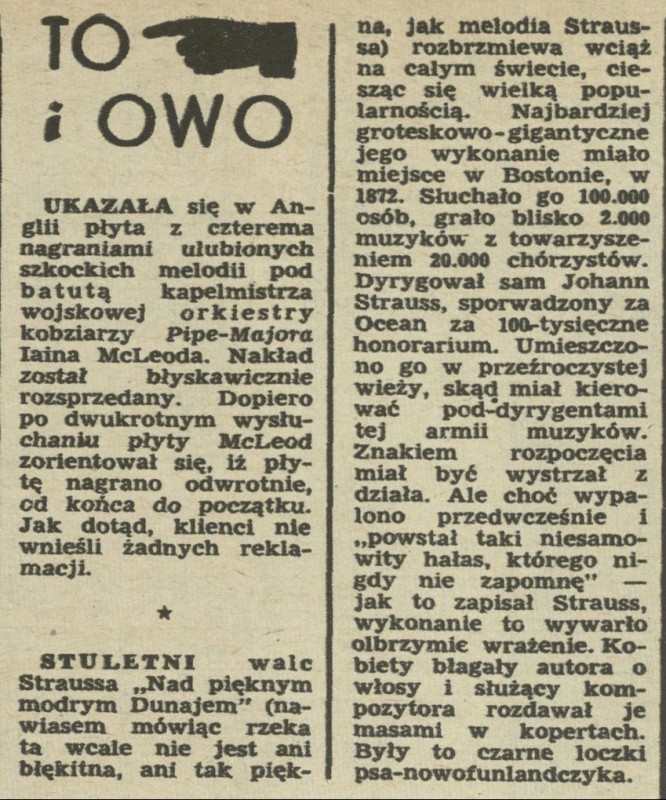 TO
i OWO
UKAZAŁA się w An-
glii płyta z czterema
nagraniami ulubionych
szkockich melodii pod
batutą kapelmistrza
wojskowej orkiestry
kobziarzy Pipe-Majora
Iaina McLeoda. Nakład
został błyskawicznie
rozsprzedany. Dopiero
po dwukrotnym wysłu-
chaniu płyty McLeod
zorientował się, iż pły-
tę nagrano odwrotnie,
od końca do początku.
Jak dotąd, klienci nie
wnieśli żadnych rekla-
macji.
★
STULETNI walc
Straussa „Nad pięknym
modrym Dunajem” (na-
wiasem mówiąc rzeka
ta wcale nie jest ani
błękitna, ani tak pięk-
na, jak melodia Straus-
sa) rozbrzmiewa wciąż
na całym świecie, cie-
sząc się wielką popu-
larnością. Najbardziej
groteskowo-gigantyczne
jego wykonanie miało
miejsce w Bostonie, w
1872. Słuchało go 100.000
osób, grało blisko 2.000
muzyków z towarzysze-
niem 20.000 chórzystów.
Dyrygował sam Johann
Strauss, sporwadzony za
Ocean za 100-tysięczne
honorarium. Umieszczo-
no go w przeźroczystej
wieży, skąd miał kiero-
wać pod-dyrygentami
tej armii muzyków.
Znakiem rozpoczęcia
miał być wystrzał z
działa. Ale choć wypa-
lono przedwcześnie i
„powstał taki niesamo-
wity hałas, którego ni-
gdy nie zapomnę” —
jak to zapisał Strauss,
wykonanie to wywarło
olbrzymie wrażenie. Ko-
biety błagały autora o
włosy i służący kom-
pozytora rozdawał je
masami w kopertach.
Były to czarne loczki
psa-nowofunlandczyka.